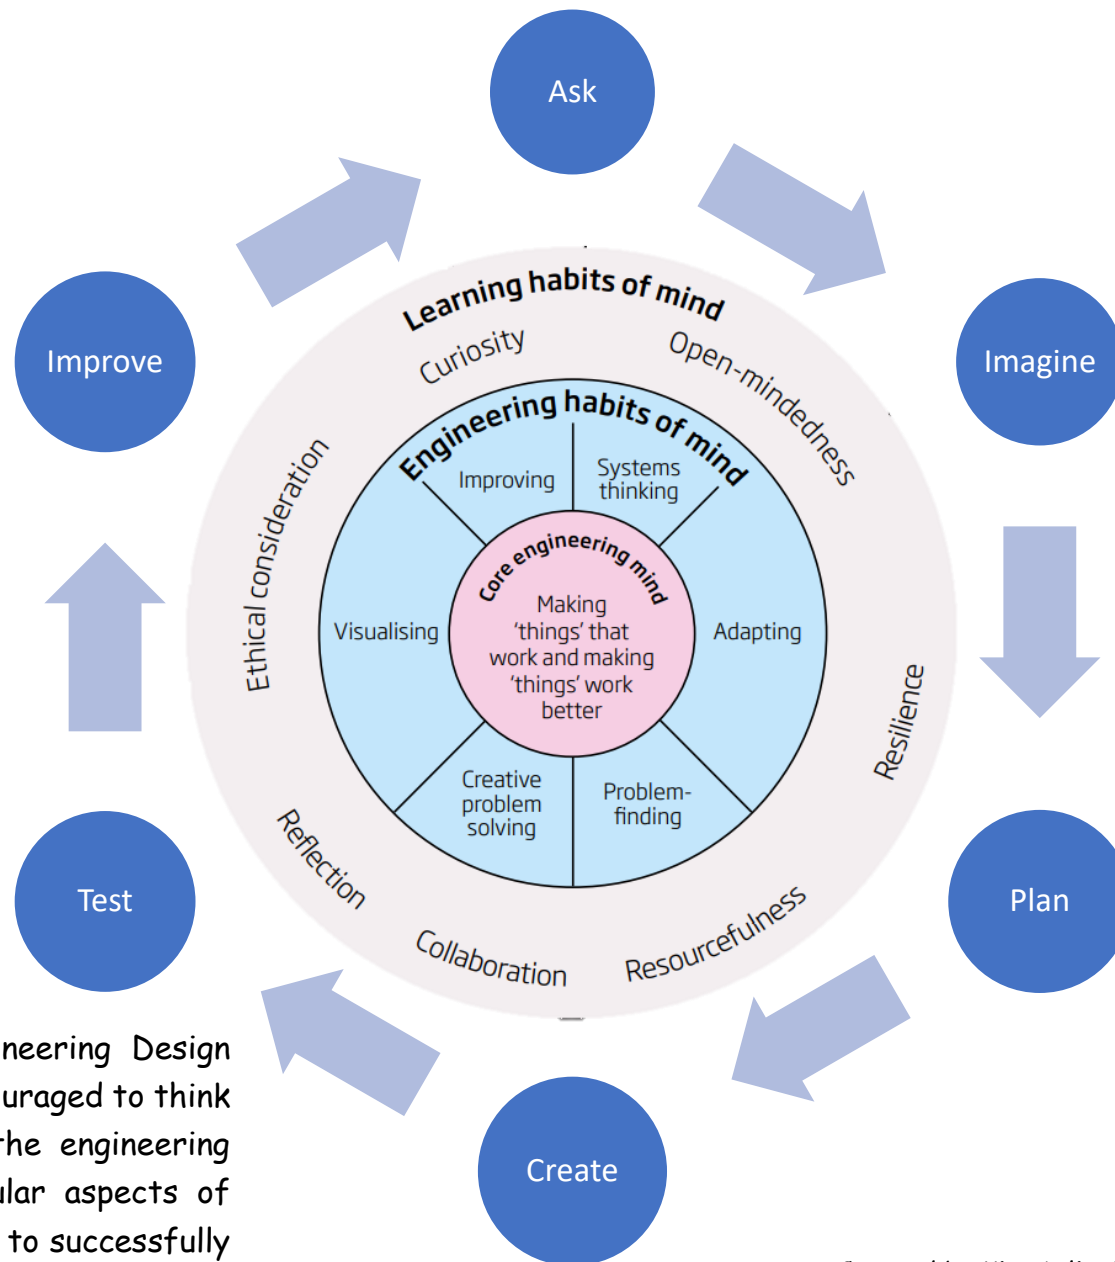 Ask
Imagine
Plan
Create
Test
Improve
Learning habits of mind
Curiosity
Open-mindedness
Resilience
Resourcefulness
Collaboration
Reflection
Ethical consideration
Engineering habits of mind
Improving
Systems
thinking
Adapting
Problem-
finding
Creative
problem
solving
Visualising
Core engineering mind
Making
‘things’ that
work and making
‘things’ work
better
neering Design
uraged to think
the engineering
ular aspects of
to successfully